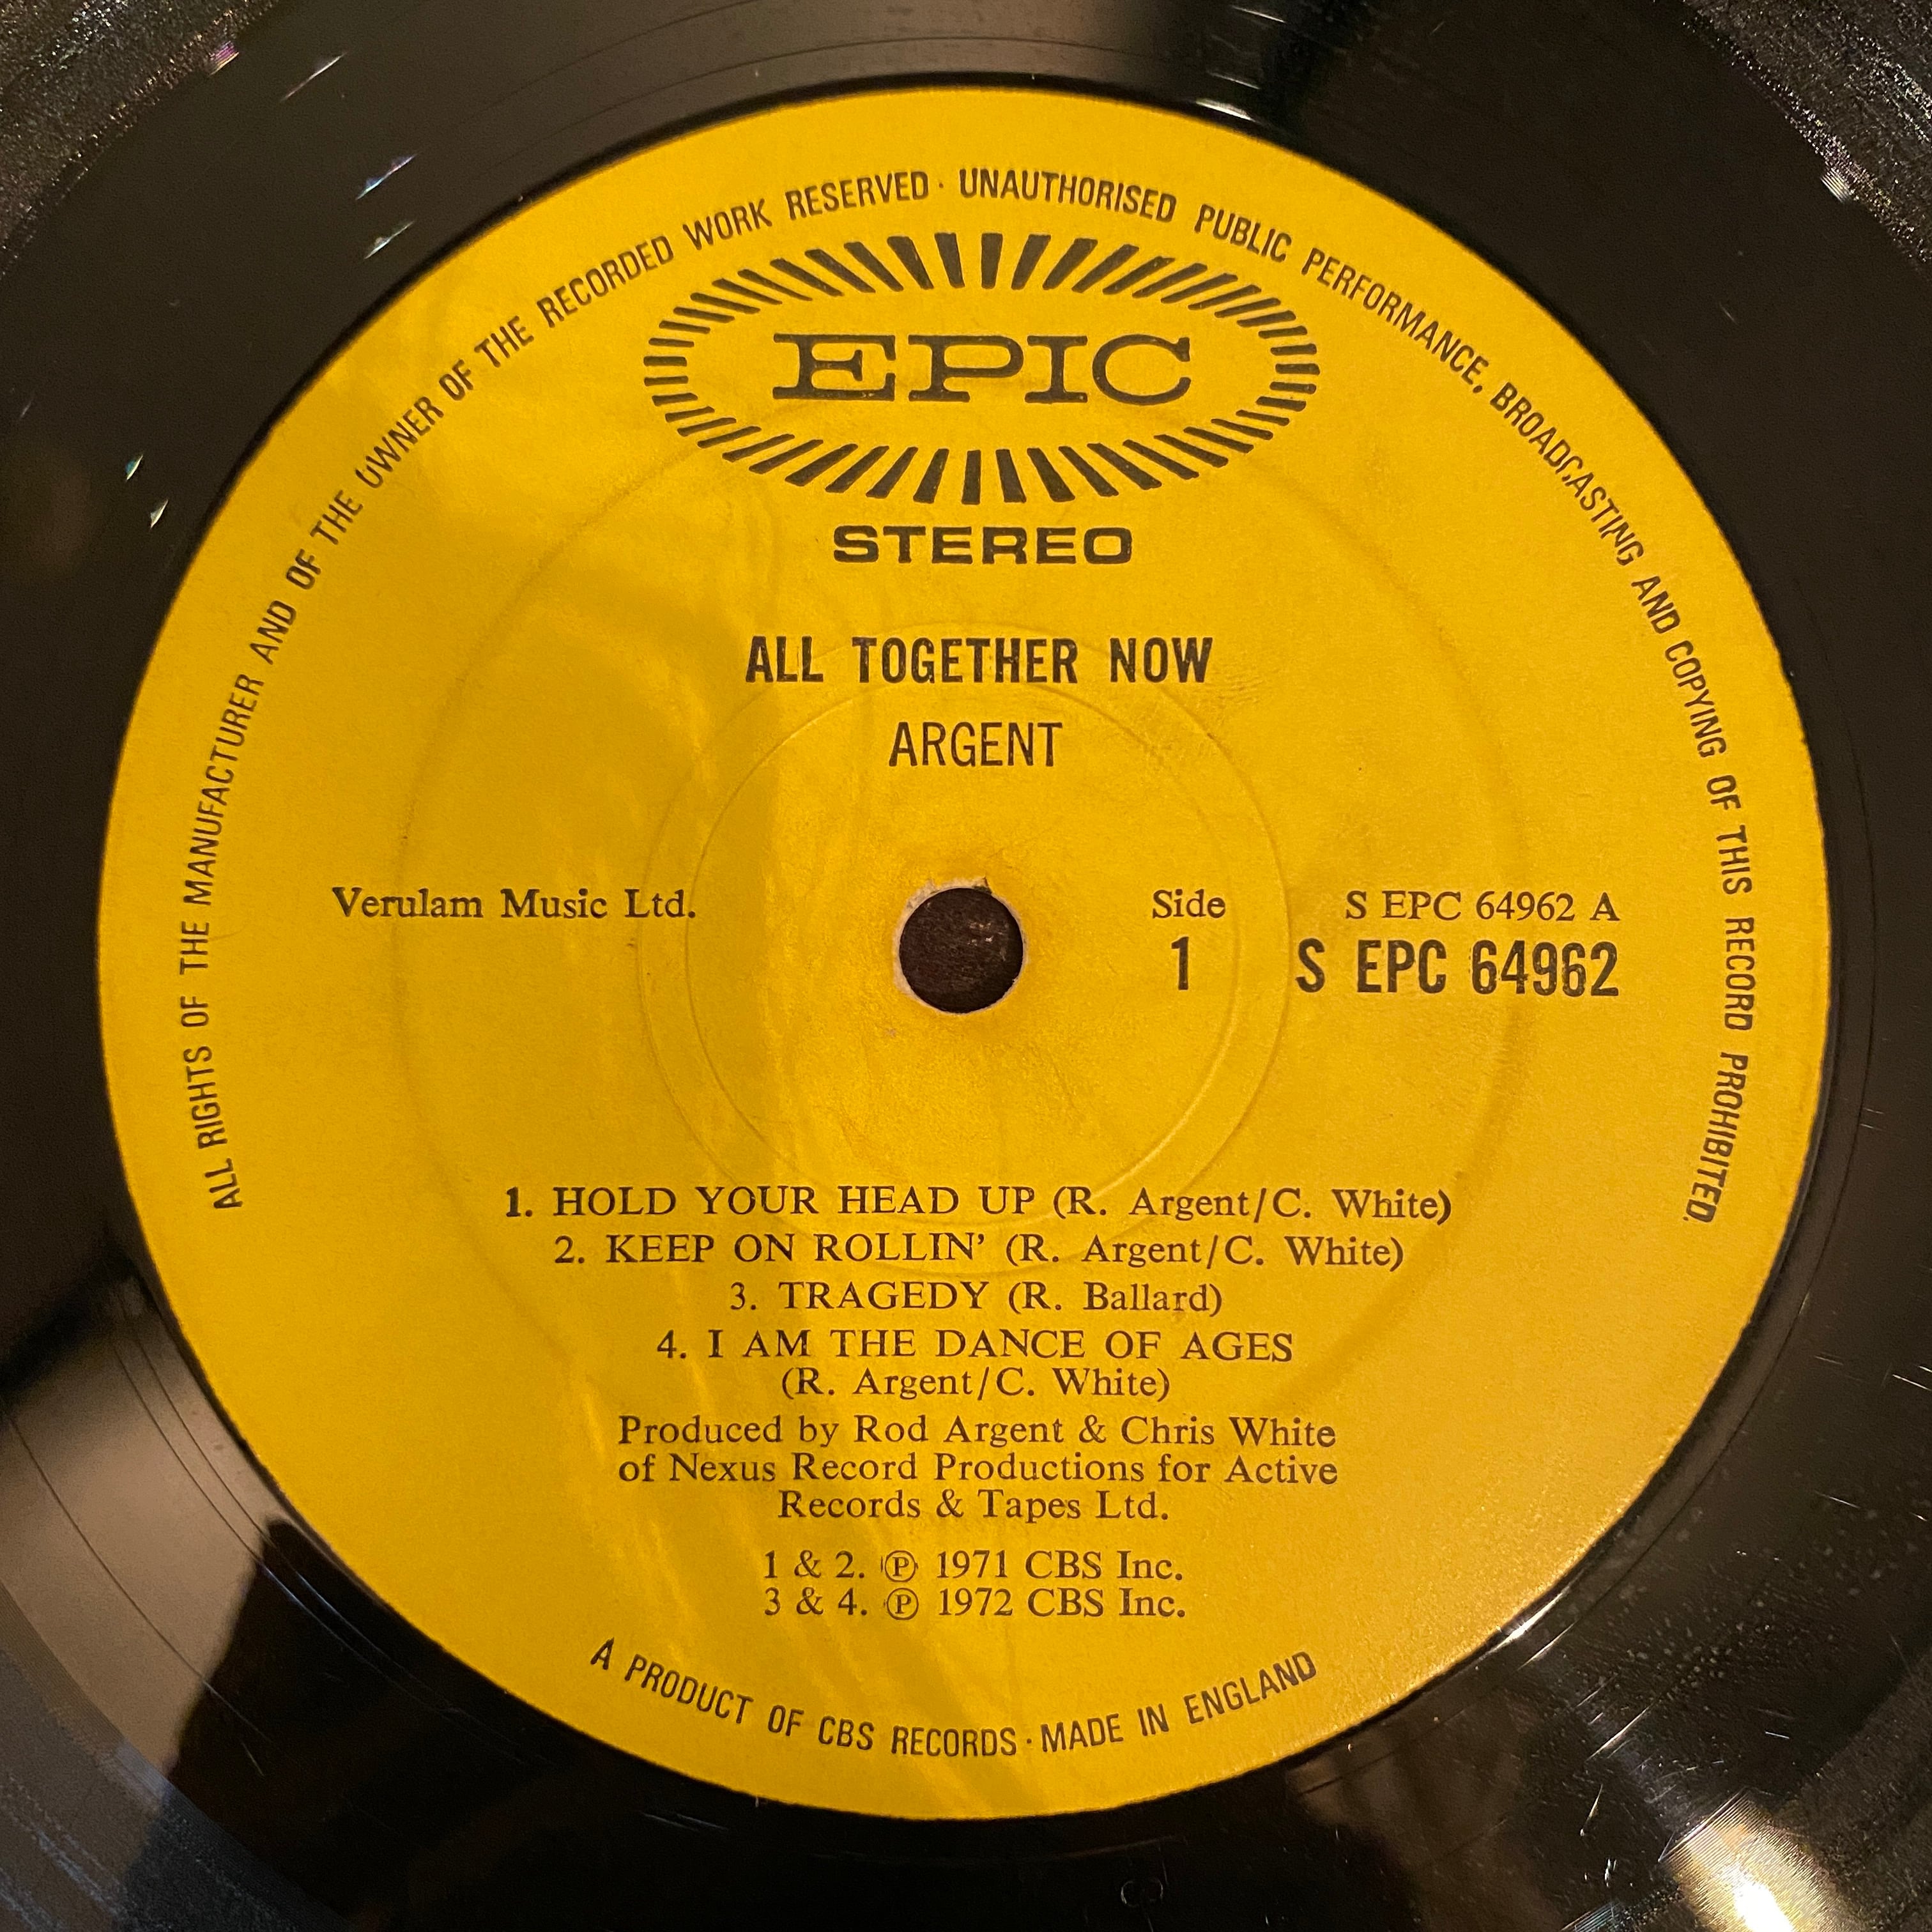 ALL RIGHTS OF THE MANUFACTURER AND OF THE OWNER OF THE RECORDED WORK RESERVED · UNAUTHORISED PUBLIC PERFORMANCE, BROADCASTING AND COPYING OF THIS RECORD PROHIBITED.
EPIC
STEREO
ALL TOGETHER NOW
ARGENT
Verulam Music Ltd.
Side
1
S EPC 64962 A
S EPC 64962
1. HOLD YOUR HEAD UP (R. Argent/C. White)
2. KEEP ON ROLLIN' (R. Argent/C. White)
3. TRAGEDY (R. Ballard)
4. I AM THE DANCE OF AGES
(R. Argent/C. White)
Produced by Rod Argent & Chris White
of Nexus Record Productions for Active
Records & Tapes Ltd.
1 & 2. ℗ 1971 CBS Inc.
3 & 4. ℗ 1972 CBS Inc.
A PRODUCT OF CBS RECORDS · MADE IN ENGLAND